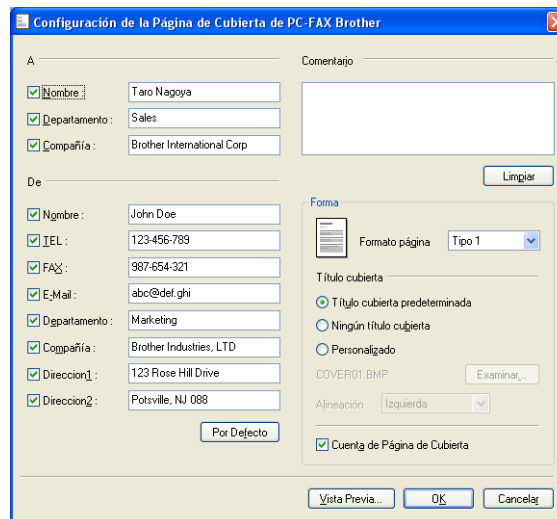 Configuración de la Página de Cubierta de PC-FAX Brother
A
Nombre : Taro Nagoya
Departamento : Sales
Compañía : Brother International Corp
De
Nombre : John Doe
TEL : 123-456-789
FAX : 987-654-321
E-Mail : abc@def.ghi
Departamento : Marketing
Compañía : Brother Industries, LTD
Direccion1 : 123 Rose Hill Drive
Direccion2 : Potsville, NJ 088
Por Defecto
Comentario
Limpiar
Forma
Formato página Tipo 1
Título cubierta
Título cubierta predeterminada
Ningún título cubierta
Personalizado
COVER01.BMP Examinar...
Alineación Izquierda
Cuenta de Página de Cubierta
Vista Previa... OK Cancelar